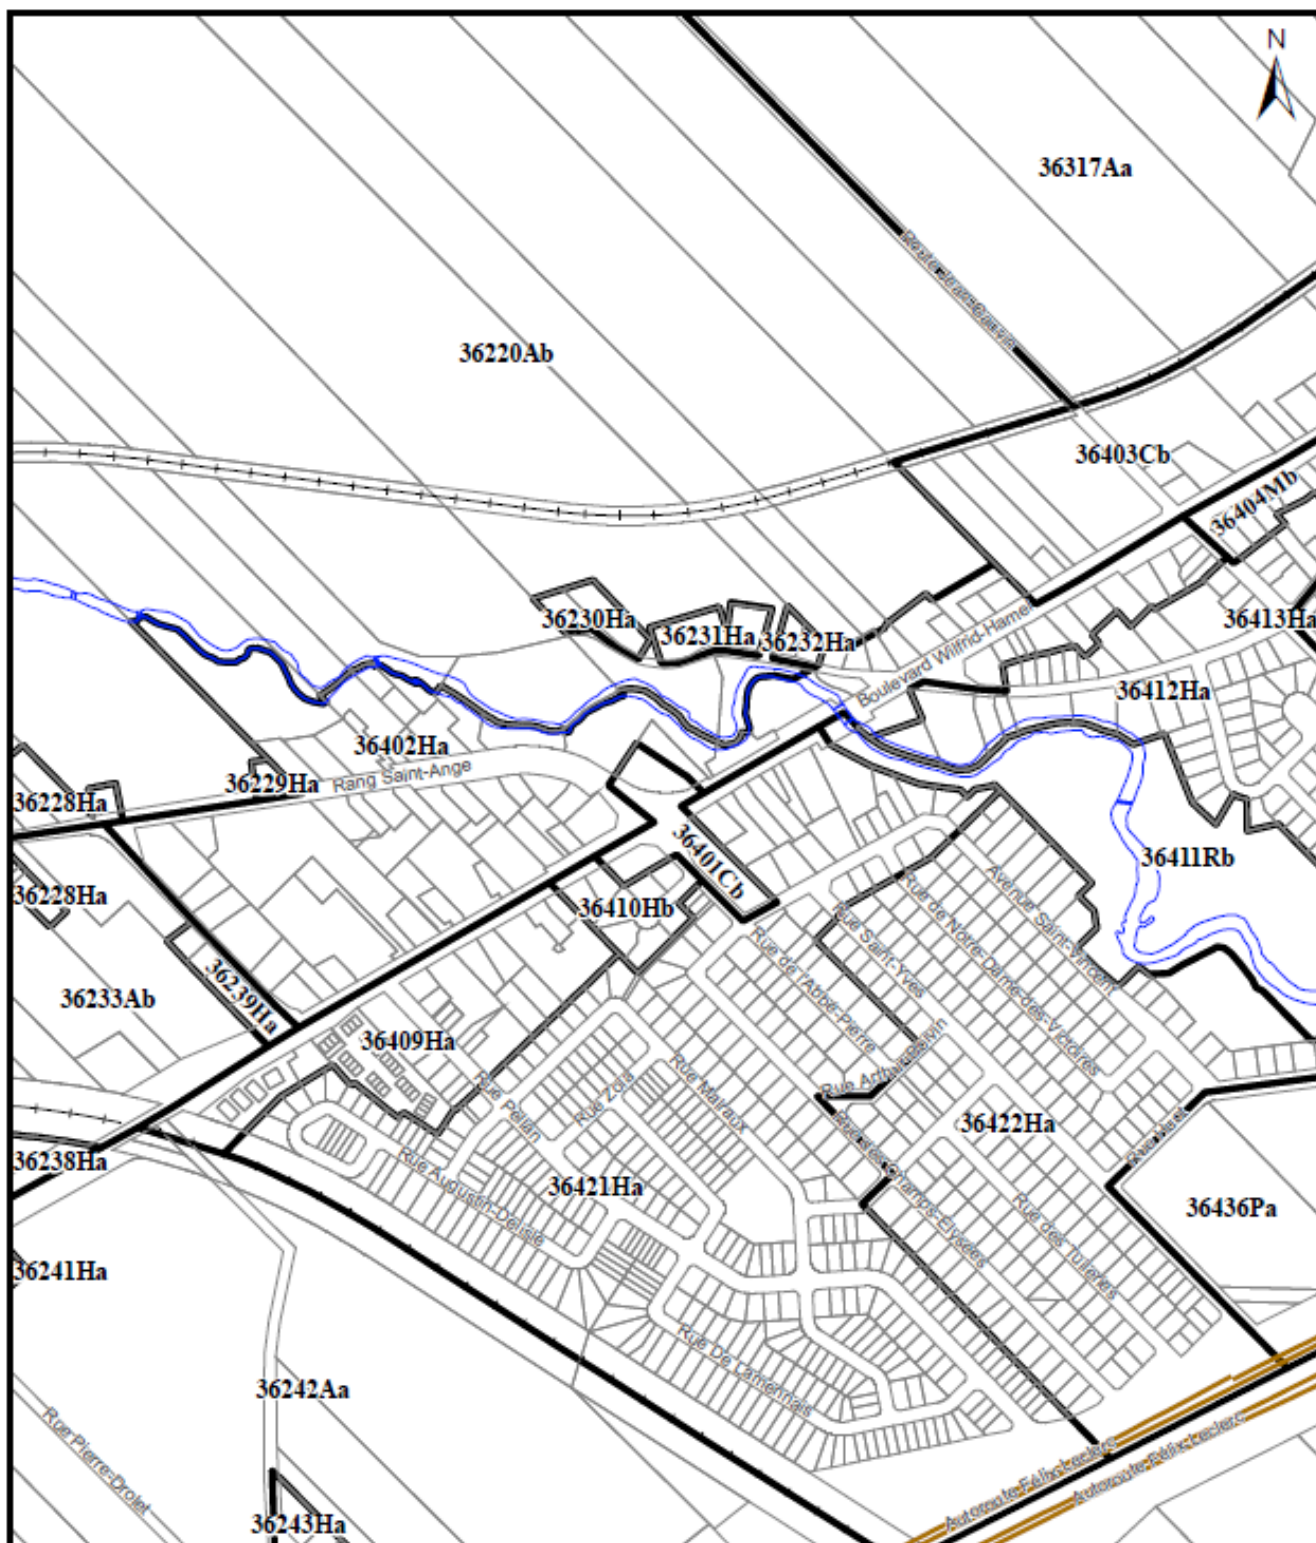 N
36317Aa
36220Ab
36403Cb
36404Mb
36230Ha
36231Ha
36232Ha
36413Ha
Boulevard Wilfrid-Hamel
36412Ha
36402Ha
36229Ha
Rang Saint-Ange
36228Ha
36401Cb
36411Rb
36228Ha
36410Hb
Rue Saint-Yves
Rue de Notre-Dame-des-Victoires
Avenue Saint-Vincent
Rue de l'Abbé-Pierre
36233Ab
36239Ha
36409Ha
Rue Arthur
Rue Pellan
Rue Zola
Rue Malraux
36422Ha
36238Ha
Rue Augustin-Delisle
36421Ha
Rue des Champs-Élysées
Rue des Tuileries
36436Pa
36241Ha
Rue De Lamennais
36242Aa
Rue Pierre-Drolet
Autoroute Félix-Leclerc
Autoroute Félix-Leclerc
36243Ha